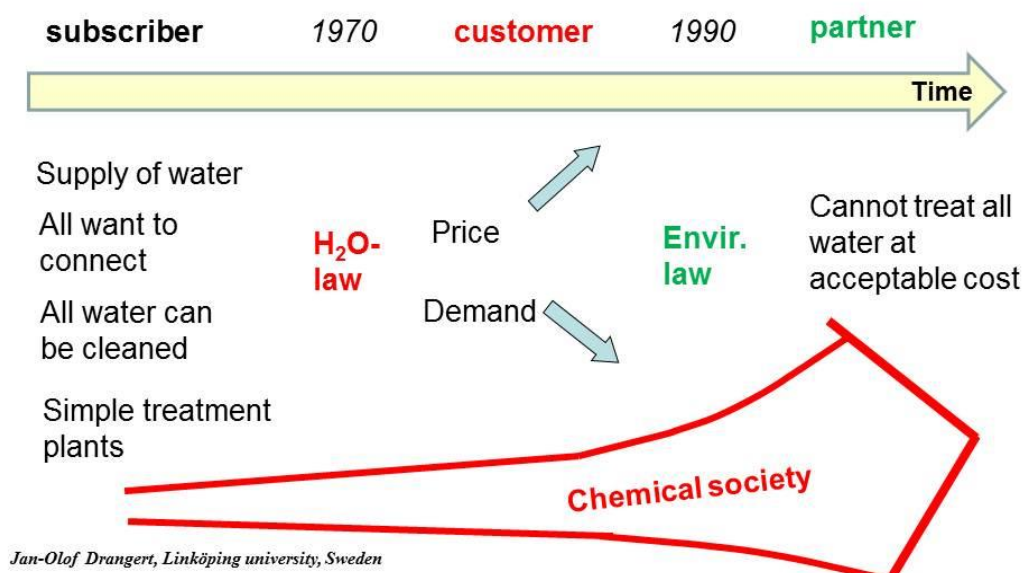 subscriber 1970 customer 1990 partner
Time
Supply of water
All want to
connect
All water can
be cleaned
Simple treatment
plants
H₂O-
law
Price
Demand
Envir.
law
Cannot treat all
water at
acceptable cost
Chemical society
Jan-Olof Drangert, Linköping university, Sweden